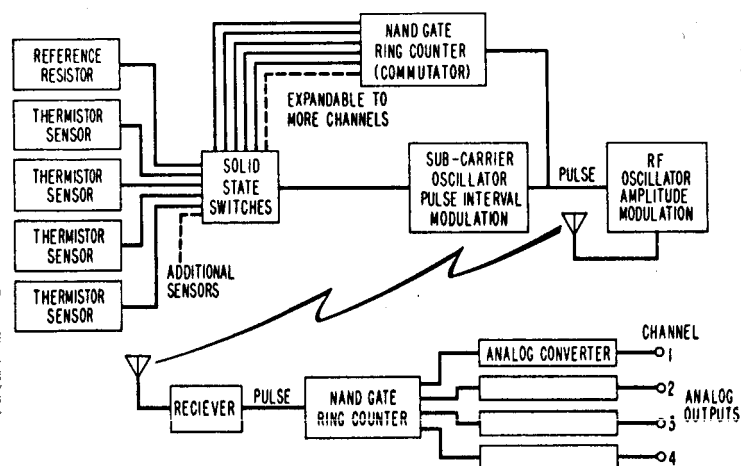 REFERENCE
RESISTOR
THERMISTOR
SENSOR
THERMISTOR
SENSOR
THERMISTOR
SENSOR
THERMISTOR
SENSOR
SOLID
STATE
SWITCHES
ADDITIONAL
SENSORS
NAND GATE
RING COUNTER
(COMMUTATOR)
EXPANDABLE TO
MORE CHANNELS
SUB-CARRIER
OSCILLATOR
PULSE INTERVAL
MODULATION
PULSE
RF
OSCILLATOR
AMPLITUDE
MODULATION
RECIEVER
PULSE
NAND GATE
RING COUNTER
ANALOG CONVERTER
CHANNEL
1
2
3
4
ANALOG
OUTPUTS